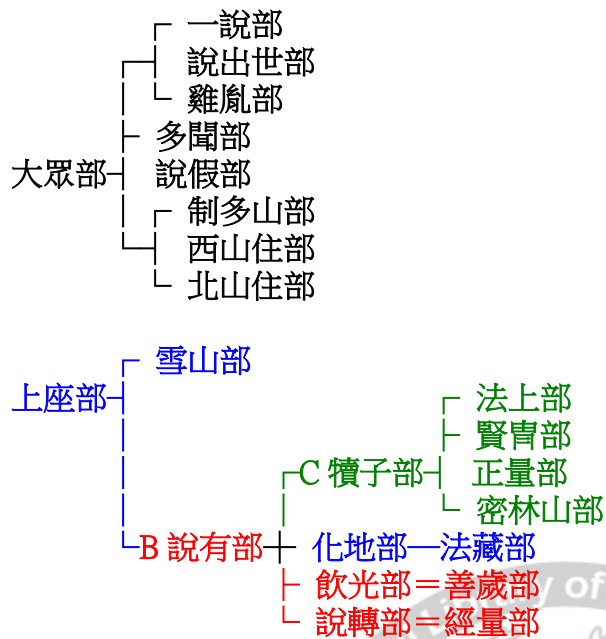 一說部
說出世部
雞胤部
多聞部
大眾部 說假部
制多山部
西山住部
北山住部
雪山部
上座部 法上部
賢冑部
C 犢子部 正量部
密林山部
B 說有部 化地部—法藏部
飲光部＝善歲部
說轉部＝經量部